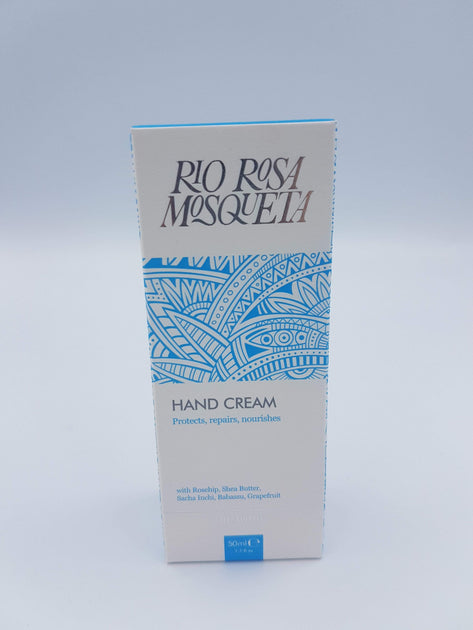 RIO ROSA
MOSQUETA
HAND CREAM
Protects, repairs, nourishes
with Rosehip, Shea Butter,
Sacha Inchi, Babassu, Grapefruit
50ml ℮